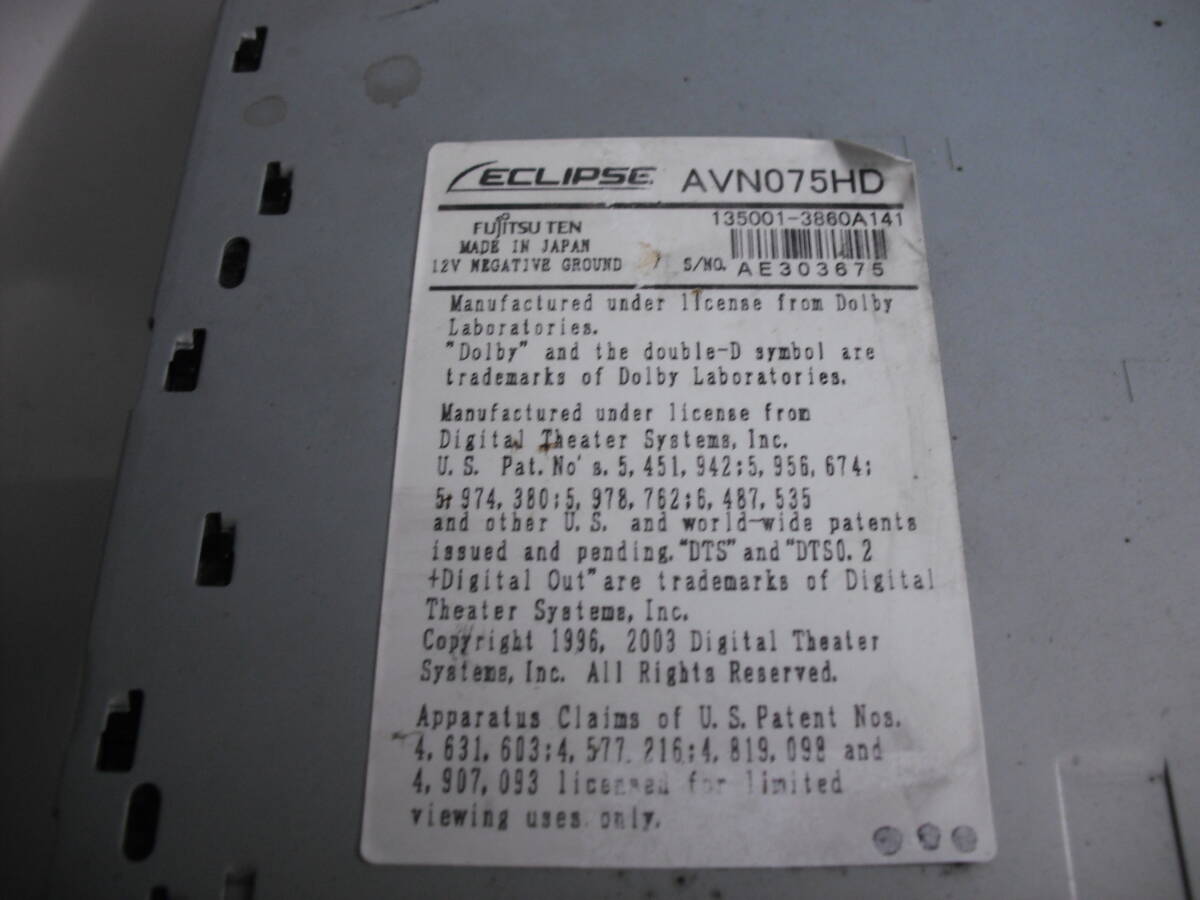 ECLIPSE AVN075HD
FUJITSU TEN
MADE IN JAPAN
12V NEGATIVE GROUND
135001-3860A141
S/NO. AE303675
Manufactured under license from Dolby
Laboratories.
"Dolby" and the double-D symbol are
trademarks of Dolby Laboratories.
Manufactured under license from
Digital Theater Systems, Inc.
U.S. Pat. No's. 5,451,942;5,956,674;
5,974,380;5,978,762;6,487,535
and other U.S. and world-wide patents
issued and pending. "DTS" and "DTS0.2
+Digital Out" are trademarks of Digital
Theater Systems, Inc.
Copyright 1996, 2003 Digital Theater
Systems, Inc. All Rights Reserved.
Apparatus Claims of U.S. Patent Nos.
4,631,603;4,577,216;4,819,098 and
4,907,093 licensed for limited
viewing uses only.